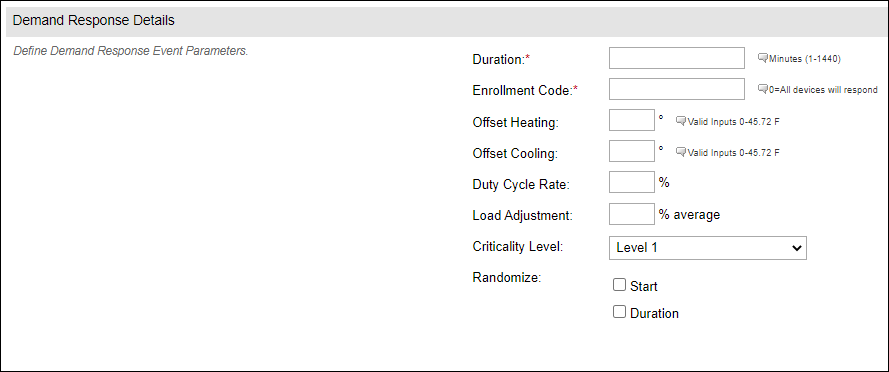 Demand Response Details
Define Demand Response Event Parameters.
Duration:* Minutes (1-1440)
Enrollment Code:* 0=All devices will respond
Offset Heating: ° Valid Inputs 0-45.72 F
Offset Cooling: ° Valid Inputs 0-45.72 F
Duty Cycle Rate: %
Load Adjustment: % average
Criticality Level: Level 1
Randomize:
Start
Duration